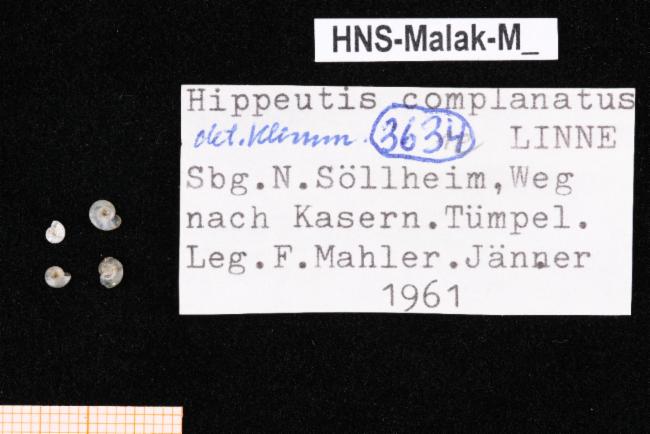 HNS-Malak-M_
Hippeutis complanatus
det. Klemm. 3634 LINNE
Sbg.N.Söllheim,Weg
nach Kasern.Tümpel.
Leg.F.Mahler.Jänner
1961